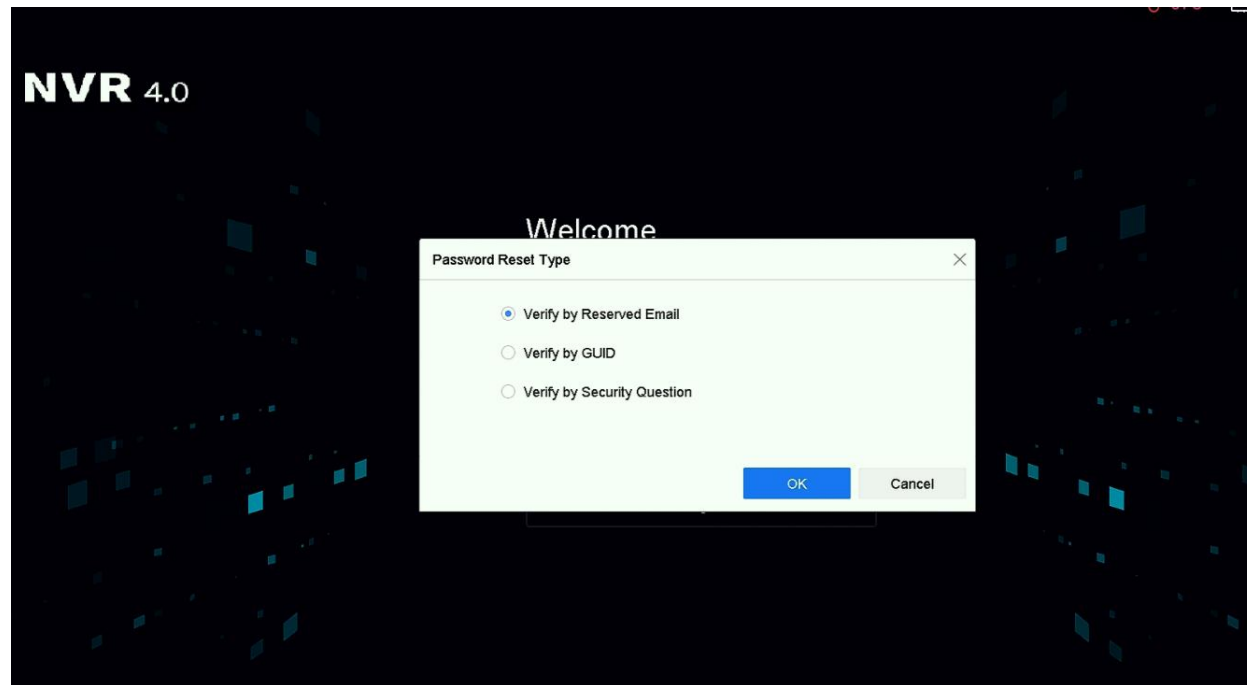 NVR 4.0
Welcome
Password Reset Type
Verify by Reserved Email
Verify by GUID
Verify by Security Question
OK
Cancel